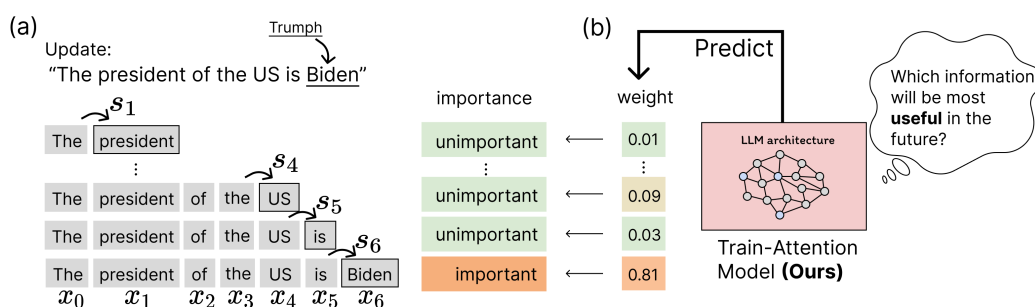 (a)
Trumph
Update:
“The president of the US is Biden”
s1
The president
⋮
s4
The president of the US
s5
The president of the US is
s6
The president of the US is Biden
x0 x1 x2 x3 x4 x5 x6
importance
unimportant
⋮
unimportant
unimportant
important
weight
0.01
⋮
0.09
0.03
0.81
(b)
Predict
LLM architecture
Train-Attention
Model (Ours)
Which information
will be most
useful in the
future?